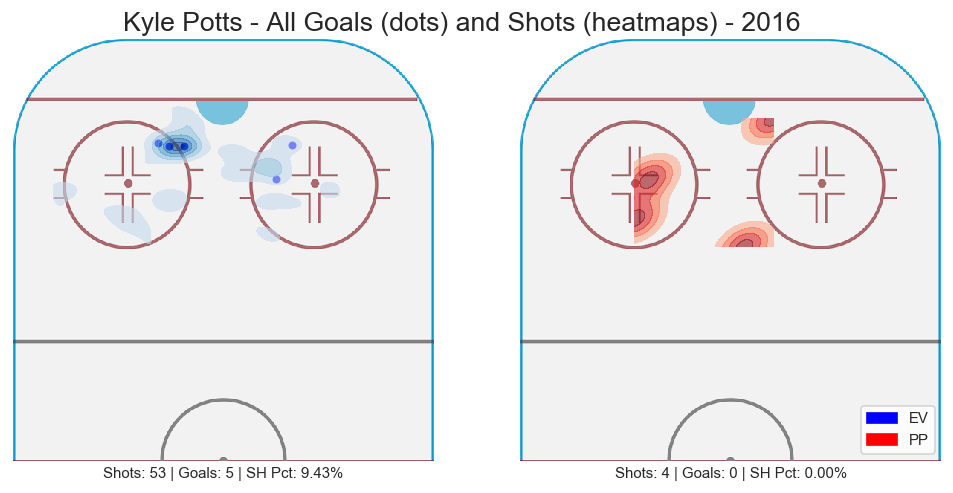 Kyle Potts - All Goals (dots) and Shots (heatmaps) - 2016
EV
PP
Shots: 53 | Goals: 5 | SH Pct: 9.43%
Shots: 4 | Goals: 0 | SH Pct: 0.00%